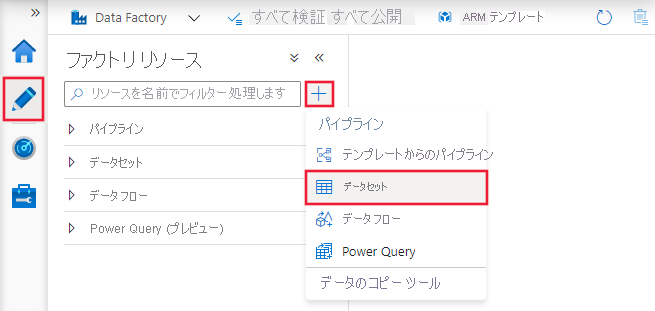 Data Factory すべて検証 すべて公開 ARM テンプレート
ファクトリ リソース
リソースを名前でフィルター処理します
パイプライン
データセット
データ フロー
Power Query (プレビュー)
パイプライン
テンプレートからのパイプライン
データセット
データ フロー
Power Query
データのコピー ツール